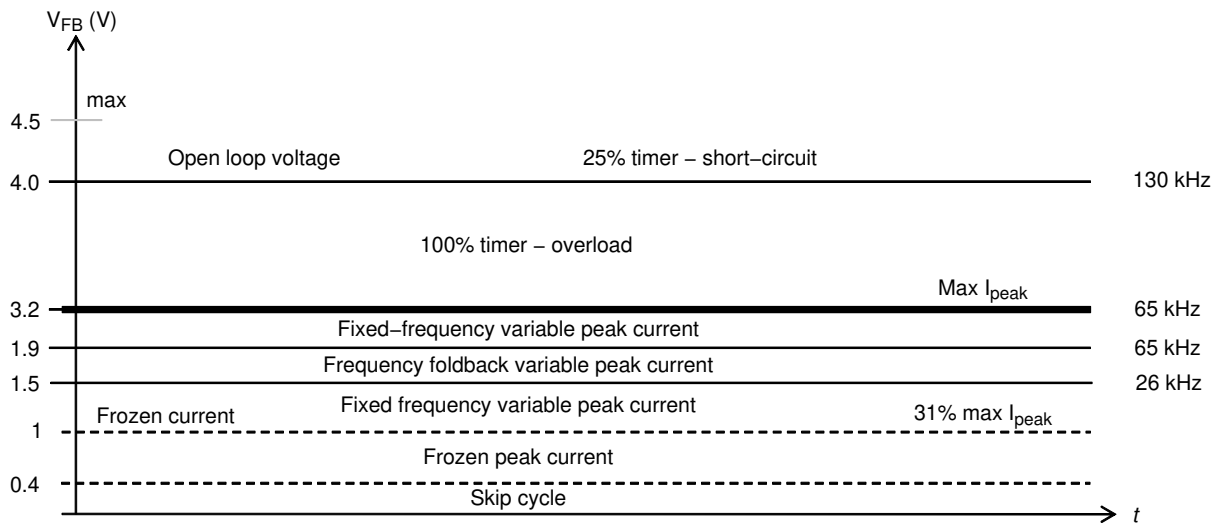 V_FB (V)
max
4.5
Open loop voltage 25% timer − short−circuit
4.0 130 kHz
100% timer − overload
Max I_peak
3.2 65 kHz
Fixed−frequency variable peak current
1.9 65 kHz
Frequency foldback variable peak current
1.5 26 kHz
Fixed frequency variable peak current
Frozen current 31% max I_peak
1
Frozen peak current
0.4
Skip cycle
t